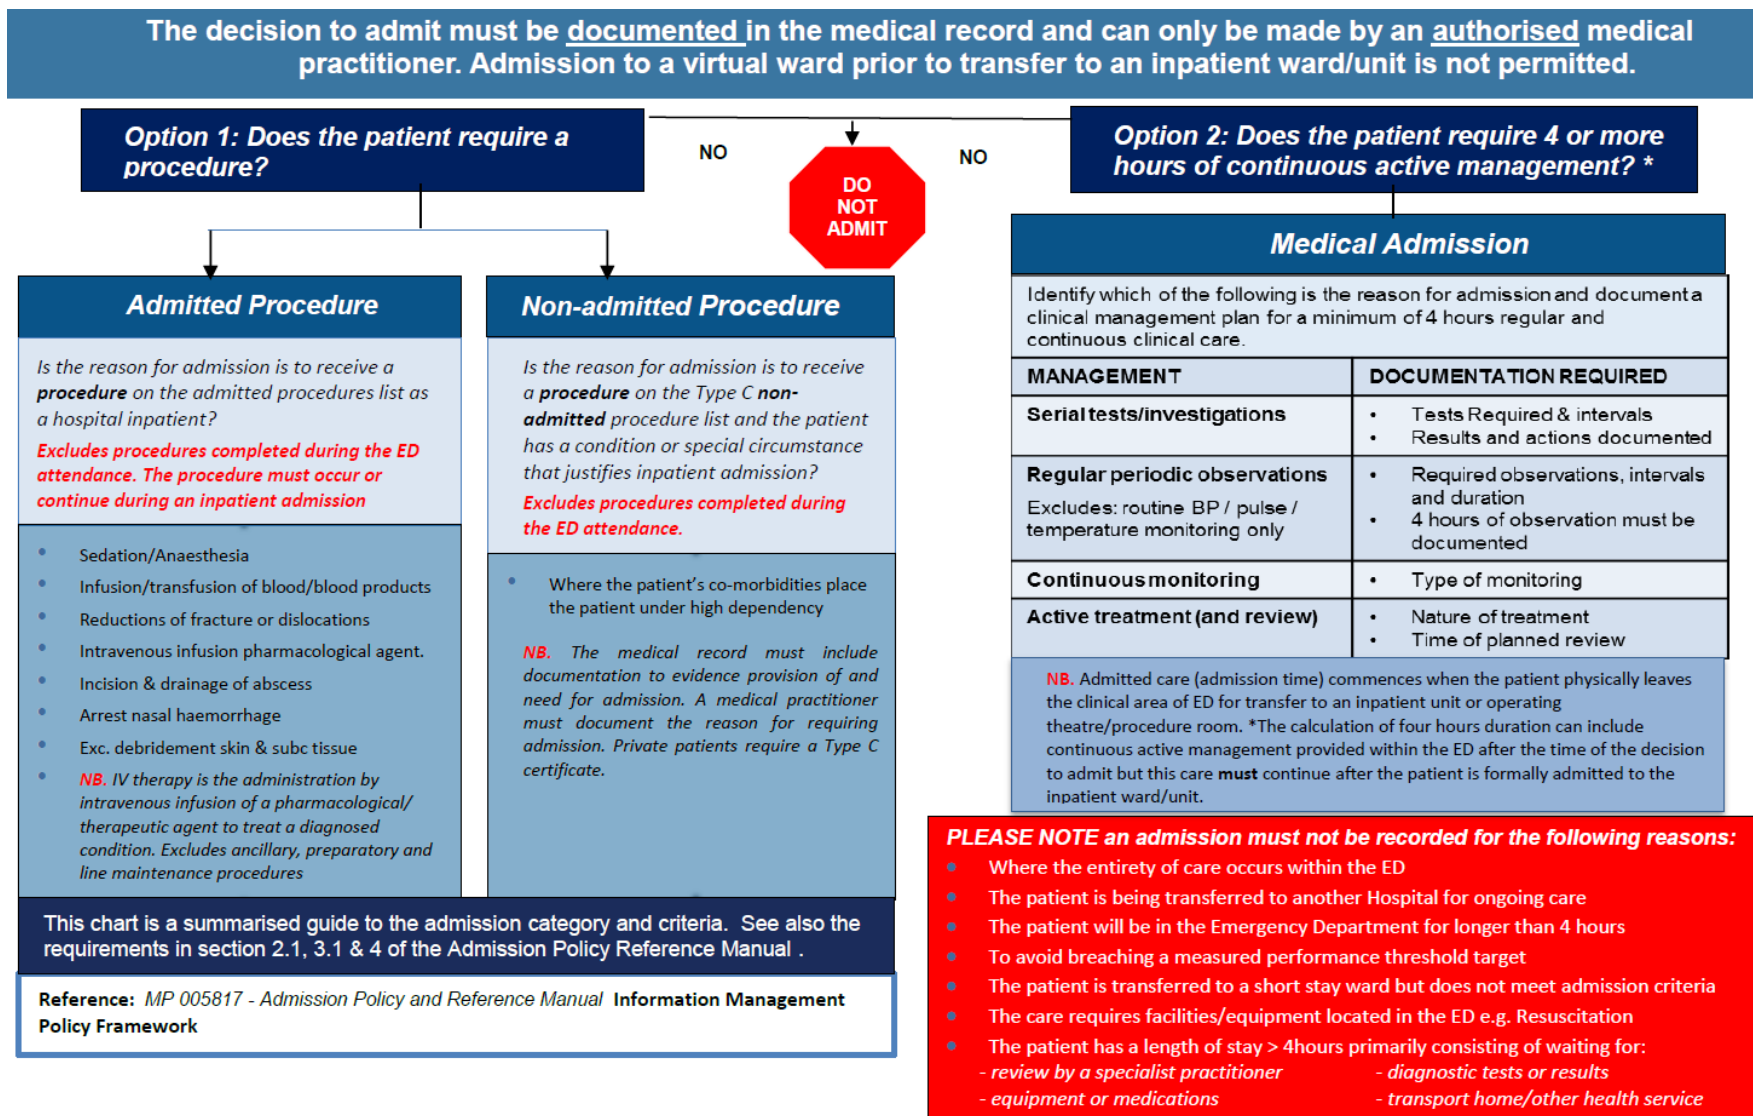 The decision to admit must be documented in the medical record and can only be made by an authorised medical
practitioner. Admission to a virtual ward prior to transfer to an inpatient ward/unit is not permitted.
Option 1: Does the patient require a
procedure?
NO
DO
NOT
ADMIT
NO
Option 2: Does the patient require 4 or more
hours of continuous active management? *
Admitted Procedure
Is the reason for admission is to receive a
procedure on the admitted procedures list as
a hospital inpatient?
Excludes procedures completed during the ED
attendance. The procedure must occur or
continue during an inpatient admission
• Sedation/Anaesthesia
• Infusion/transfusion of blood/blood products
• Reductions of fracture or dislocations
• Intravenous infusion pharmacological agent.
• Incision & drainage of abscess
• Arrest nasal haemorrhage
• Exc. debridement skin & subc tissue
• NB. IV therapy is the administration by
intravenous infusion of a pharmacological/
therapeutic agent to treat a diagnosed
condition. Excludes ancillary, preparatory and
line maintenance procedures
Non-admitted Procedure
Is the reason for admission is to receive
a procedure on the Type C non-
admitted procedure list and the patient
has a condition or special circumstance
that justifies inpatient admission?
Excludes procedures completed during
the ED attendance.
• Where the patient's co-morbidities place
the patient under high dependency
NB. The medical record must include
documentation to evidence provision of and
need for admission. A medical practitioner
must document the reason for requiring
admission. Private patients require a Type C
certificate.
Medical Admission
Identify which of the following is the reason for admission and document a
clinical management plan for a minimum of 4 hours regular and
continuous clinical care.
MANAGEMENT
DOCUMENTATION REQUIRED
Serial tests/investigations
• Tests Required & intervals
• Results and actions documented
Regular periodic observations
Excludes: routine BP / pulse /
temperature monitoring only
• Required observations, intervals
and duration
• 4 hours of observation must be
documented
Continuous monitoring
• Type of monitoring
Active treatment (and review)
• Nature of treatment
• Time of planned review
NB. Admitted care (admission time) commences when the patient physically leaves
the clinical area of ED for transfer to an inpatient unit or operating
theatre/procedure room. *The calculation of four hours duration can include
continuous active management provided within the ED after the time of the decision
to admit but this care must continue after the patient is formally admitted to the
inpatient ward/unit.
This chart is a summarised guide to the admission category and criteria. See also the
requirements in section 2.1, 3.1 & 4 of the Admission Policy Reference Manual .
Reference: MP 005817 - Admission Policy and Reference Manual Information Management
Policy Framework
PLEASE NOTE an admission must not be recorded for the following reasons:
• Where the entirety of care occurs within the ED
• The patient is being transferred to another Hospital for ongoing care
• The patient will be in the Emergency Department for longer than 4 hours
• To avoid breaching a measured performance threshold target
• The patient is transferred to a short stay ward but does not meet admission criteria
• The care requires facilities/equipment located in the ED e.g. Resuscitation
• The patient has a length of stay > 4hours primarily consisting of waiting for:
- review by a specialist practitioner - diagnostic tests or results
- equipment or medications - transport home/other health service